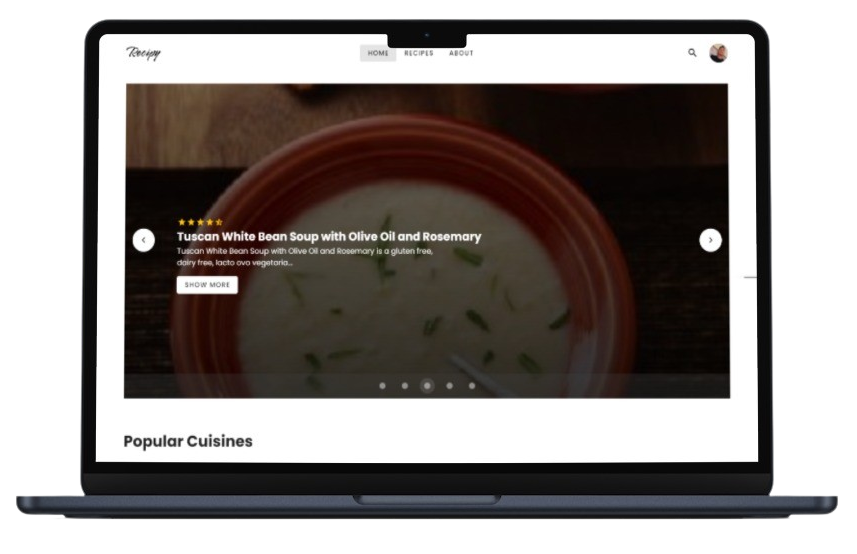 Recipy
HOME RECIPES ABOUT
Tuscan White Bean Soup with Olive Oil and Rosemary
Tuscan White Bean Soup with Olive Oil and Rosemary is a gluten free,
dairy free, lacto ovo vegetaria...
SHOW MORE
Popular Cuisines